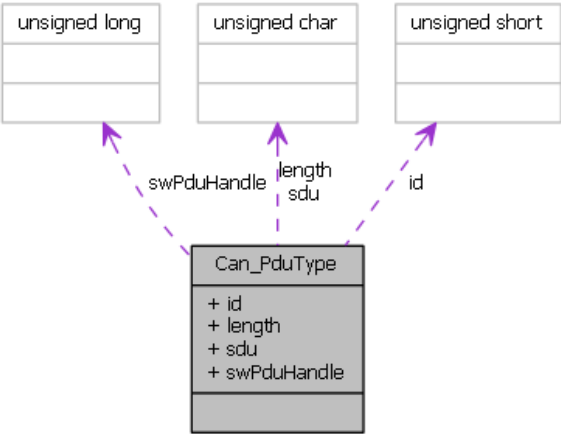 unsigned long
unsigned char
unsigned short
swPduHandle
length
sdu
id
Can_PduType
+ id
+ length
+ sdu
+ swPduHandle